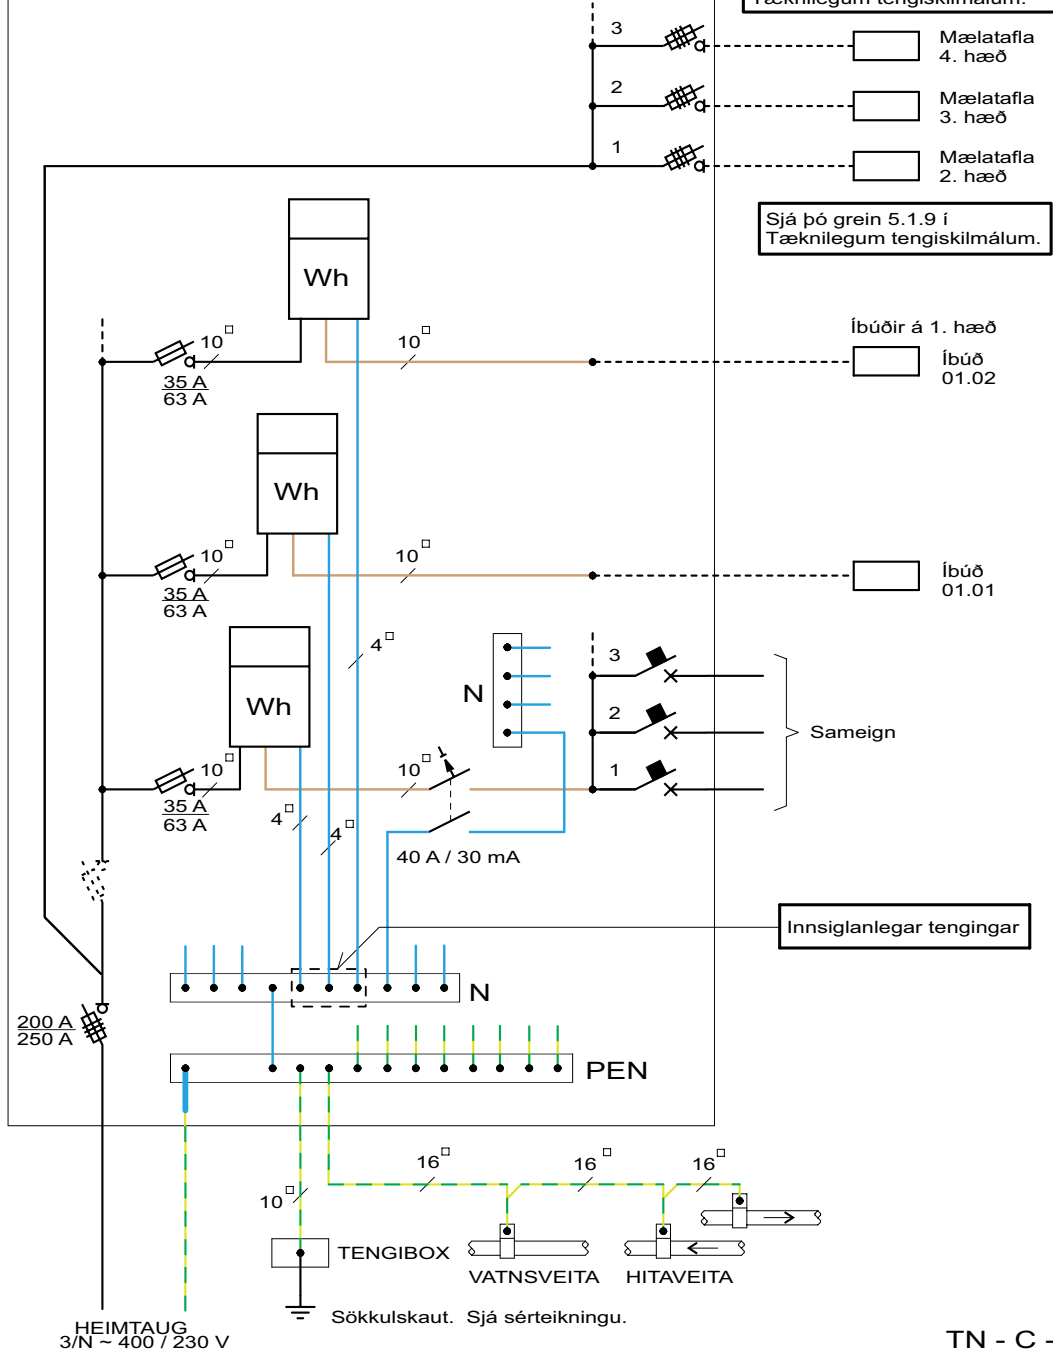 Tæknilegum tengiskilmálum.
3
Mælatafla
4. hæð
2
Mælatafla
3. hæð
1
Mælatafla
2. hæð
Sjá þó grein 5.1.9 í
Tæknilegum tengiskilmálum.
Wh
Íbúðir á 1. hæð
10
10
Íbúð
01.02
35 A
63 A
Wh
10
10
Íbúð
01.01
35 A
63 A
4
3
N
Wh
2
Sameign
10
10
1
35 A
63 A
4
4
40 A / 30 mA
Innsiglanlegar tengingar
N
200 A
250 A
PEN
16
16
16
10
TENGIBOX
VATNSVEITA
HITAVEITA
Sökkulskaut. Sjá sérteikningu.
HEIMTAUG
3/N ~ 400 / 230 V
TN - C -